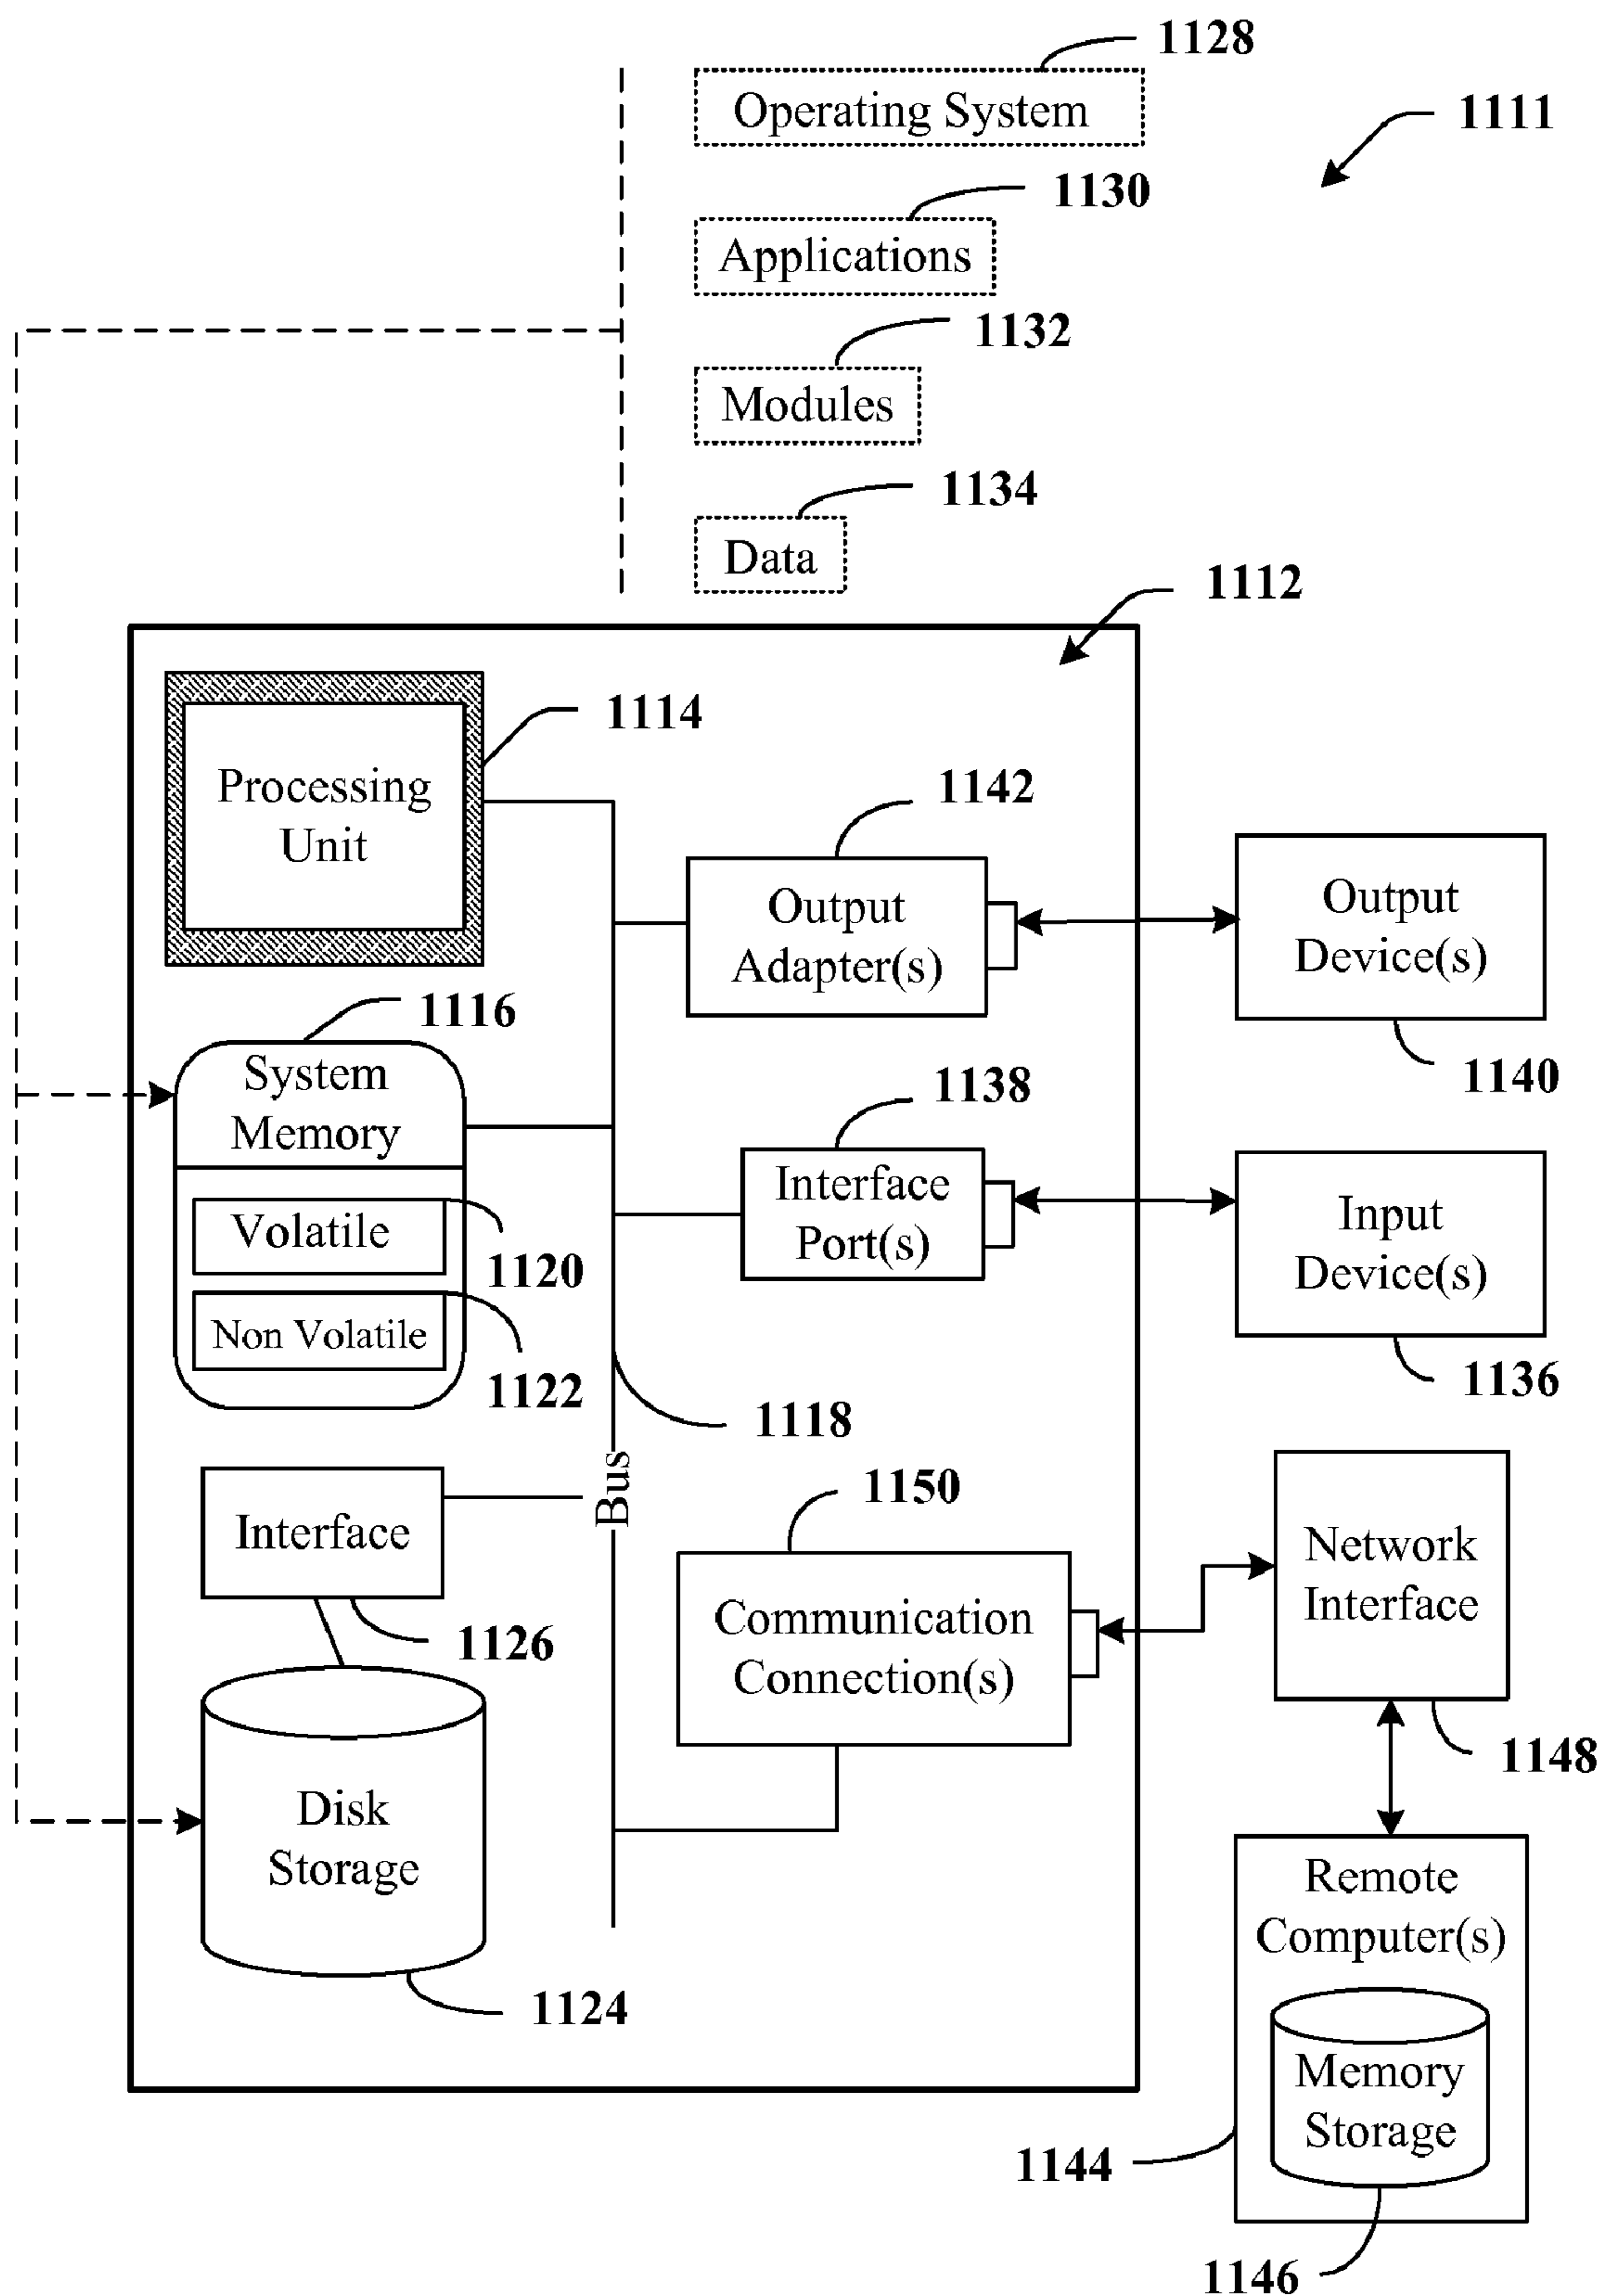 1128
Operating System
1111
1130
Applications
1132
Modules
1134
Data
1112
1114
Processing
Unit
1142
Output
Adapter(s)
Output
Device(s)
1140
1116
System
Memory
1138
Interface
Port(s)
Input
Device(s)
1136
Volatile
1120
Non Volatile
1122
1118
Bus
1150
Interface
1126
Communication
Connection(s)
Network
Interface
1148
Disk
Storage
1124
Remote
Computer(s)
Memory
Storage
1144
1146